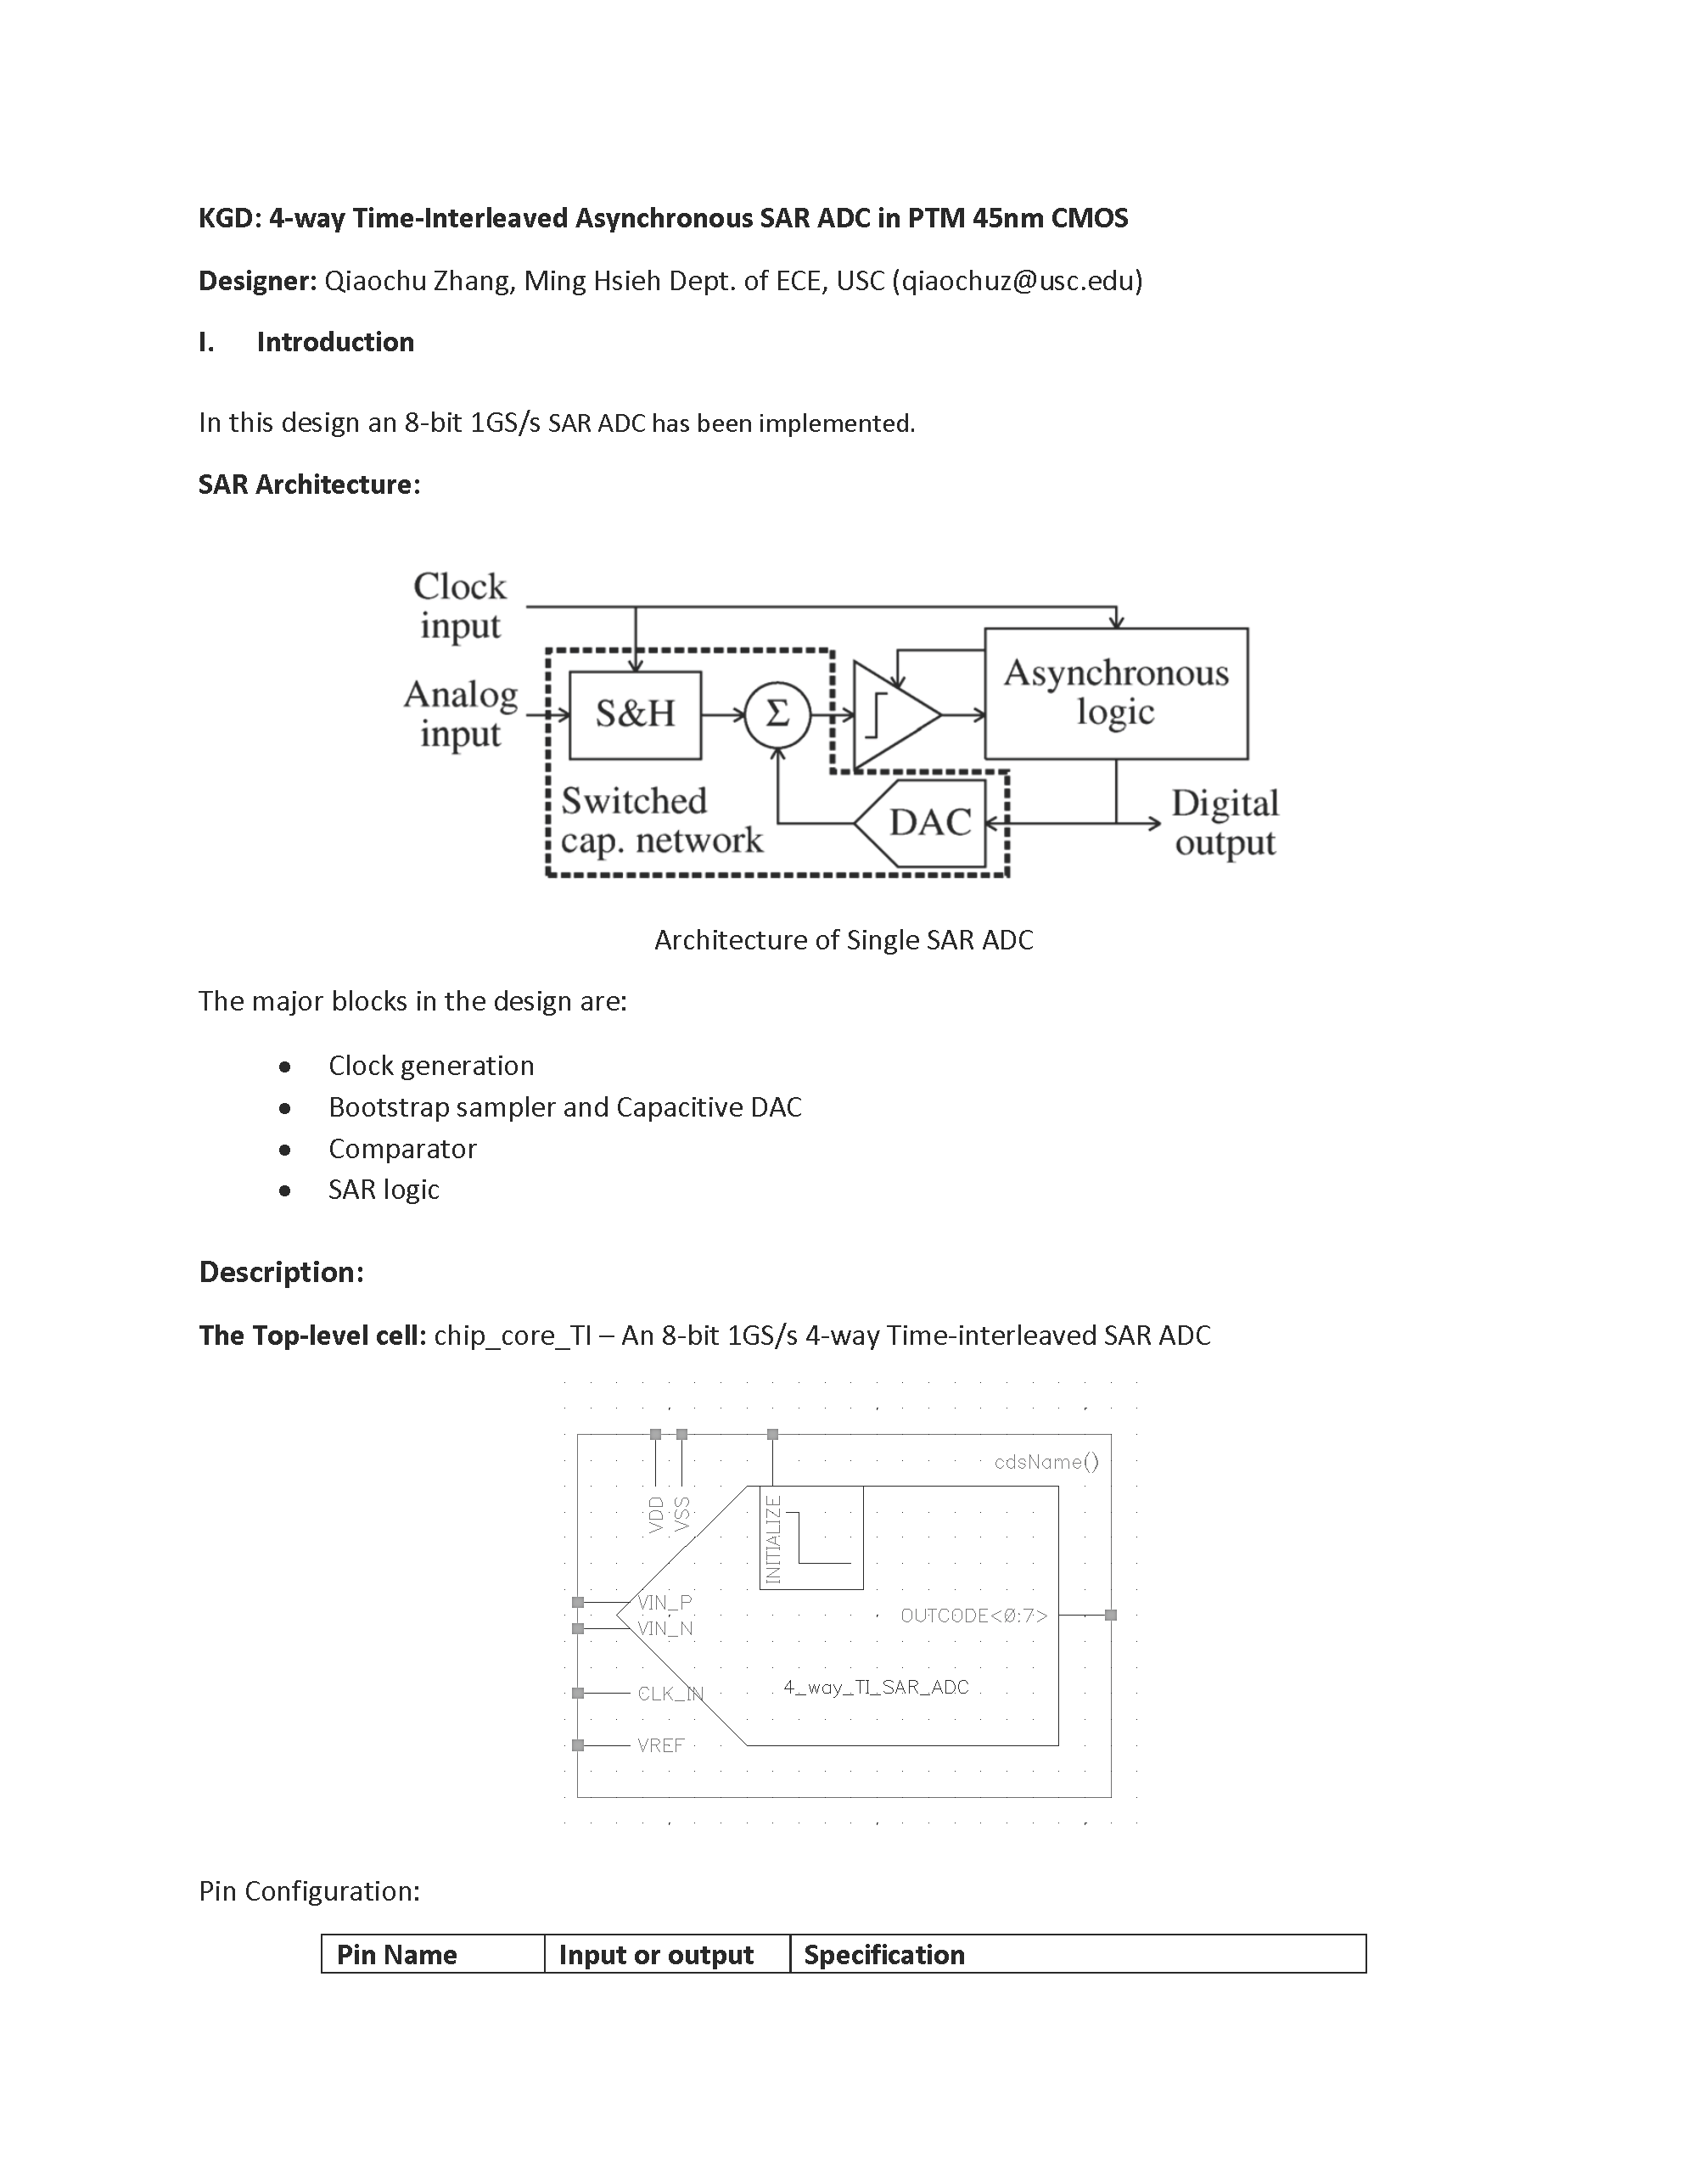 KGD: 4-way Time-Interleaved Asynchronous SAR ADC in PTM 45nm CMOS
Designer: Qiaochu Zhang, Ming Hsieh Dept. of ECE, USC (qiaochuz@usc.edu)
I. Introduction
In this design an 8-bit 1GS/s SAR ADC has been implemented.
SAR Architecture:
Clock
input
Analog
input
S&H
Σ
Asynchronous
logic
Switched
cap. network
DAC
Digital
output
Architecture of Single SAR ADC
The major blocks in the design are:
• Clock generation
• Bootstrap sampler and Capacitive DAC
• Comparator
• SAR logic
Description:
The Top-level cell: chip_core_TI – An 8-bit 1GS/s 4-way Time-interleaved SAR ADC
cdsName()
VDD
VSS
INITIALIZE
VIN_P
VIN_N
OUTCODE<0:7>
CLK_IN
4_way_TI_SAR_ADC
VREF
Pin Configuration:
Pin Name Input or output Specification